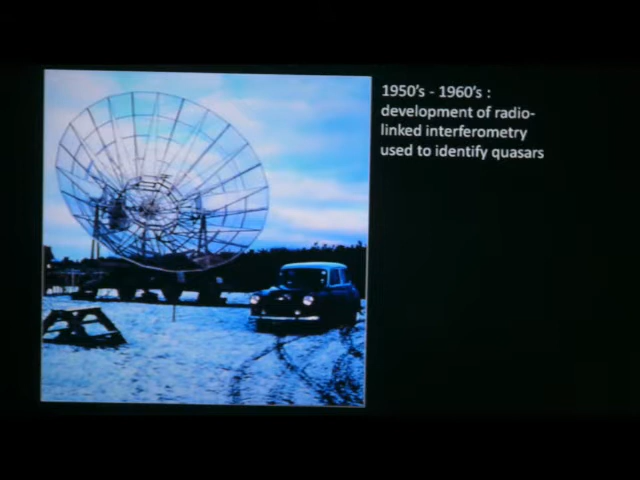 1950's - 1960's :
development of radio-
linked interferometry
used to identify quasars